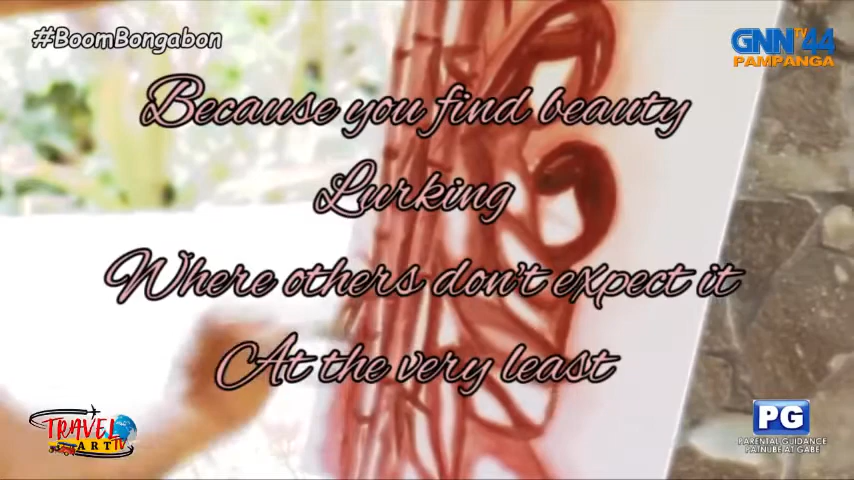 #BoomBongabon
GNN TV 44
PAMPANGA
Because you find beauty
Lurking
Where others don't expect it
At the very least
TRAVEL
ART TV
PG
PARENTAL GUIDANCE
PATNUBAY AT GABAY